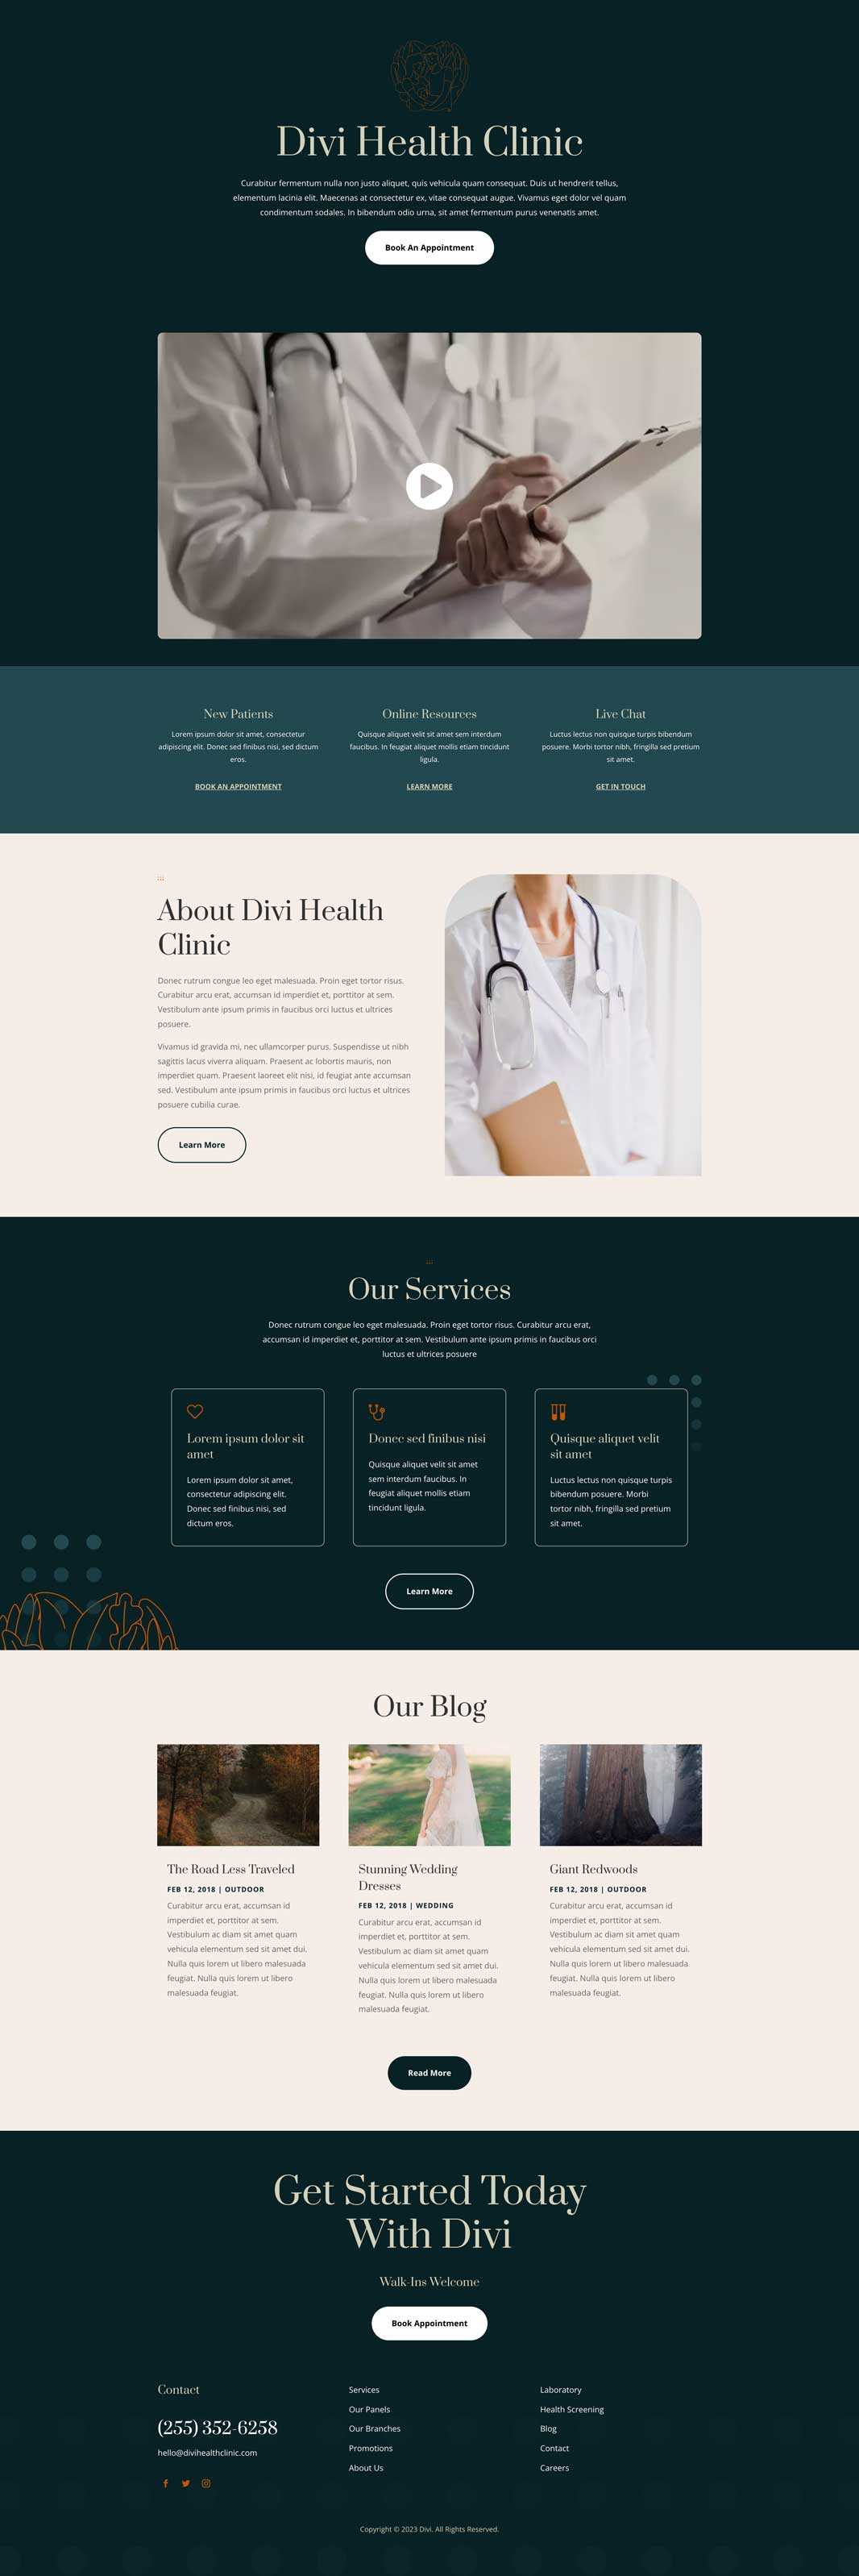 Divi Health Clinic
Curabitur fermentum nulla non justo aliquet, quis vehicula quam consequat. Duis ut hendrerit tellus,
elementum lacinia elit. Maecenas at consectetur ex, vitae consequat augue. Vivamus eget dolor vel quam
condimentum sodales. In bibendum odio urna, sit amet fermentum purus venenatis amet.
Book An Appointment
New Patients
Lorem ipsum dolor sit amet, consectetur
adipiscing elit. Donec sed finibus nisi, sed dictum
eros.
BOOK AN APPOINTMENT
Online Resources
Quisque aliquet velit sit amet sem interdum
faucibus. In feugiat aliquet mollis etiam tincidunt
ligula.
LEARN MORE
Live Chat
Luctus lectus non quisque turpis bibendum
posuere. Morbi tortor nibh, fringilla sed pretium
sit amet.
GET IN TOUCH
About Divi Health
Clinic
Donec rutrum congue leo eget malesuada. Proin eget tortor risus.
Curabitur arcu erat, accumsan id imperdiet et, porttitor at sem.
Vestibulum ante ipsum primis in faucibus orci luctus et ultrices
posuere.
Vivamus id gravida mi, nec ullamcorper purus. Suspendisse ut nibh
sagittis lacus viverra aliquam. Praesent ac lobortis mauris, non
imperdiet quam. Praesent laoreet elit nisi, id feugiat ante accumsan
sed. Vestibulum ante ipsum primis in faucibus orci luctus et ultrices
posuere cubilia curae.
Learn More
Our Services
Donec rutrum congue leo eget malesuada. Proin eget tortor risus. Curabitur arcu erat,
accumsan id imperdiet et, porttitor at sem. Vestibulum ante ipsum primis in faucibus orci
luctus et ultrices posuere
Lorem ipsum dolor sit
amet
Lorem ipsum dolor sit amet,
consectetur adipiscing elit.
Donec sed finibus nisi, sed
dictum eros.
Donec sed finibus nisi
Quisque aliquet velit sit amet
sem interdum faucibus. In
feugiat aliquet mollis etiam
tincidunt ligula.
Quisque aliquet velit
sit amet
Luctus lectus non quisque turpis
bibendum posuere. Morbi
tortor nibh, fringilla sed pretium
sit amet.
Learn More
Our Blog
The Road Less Traveled
FEB 12, 2018 | OUTDOOR
Curabitur arcu erat, accumsan id
imperdiet et, porttitor at sem.
Vestibulum ac diam sit amet quam
vehicula elementum sed sit amet dui.
Nulla quis lorem ut libero malesuada
feugiat. Nulla quis lorem ut libero
malesuada feugiat.
Stunning Wedding
Dresses
FEB 12, 2018 | WEDDING
Curabitur arcu erat, accumsan id
imperdiet et, porttitor at sem.
Vestibulum ac diam sit amet quam
vehicula elementum sed sit amet dui.
Nulla quis lorem ut libero malesuada
feugiat. Nulla quis lorem ut libero
malesuada feugiat.
Giant Redwoods
FEB 12, 2018 | OUTDOOR
Curabitur arcu erat, accumsan id
imperdiet et, porttitor at sem.
Vestibulum ac diam sit amet quam
vehicula elementum sed sit amet dui.
Nulla quis lorem ut libero malesuada
feugiat. Nulla quis lorem ut libero
malesuada feugiat.
Read More
Get Started Today
With Divi
Walk-Ins Welcome
Book Appointment
Contact
(255) 352-6258
hello@divihealthclinic.com
Services
Our Panels
Our Branches
Promotions
About Us
Laboratory
Health Screening
Blog
Contact
Careers
Copyright © 2023 Divi. All Rights Reserved.